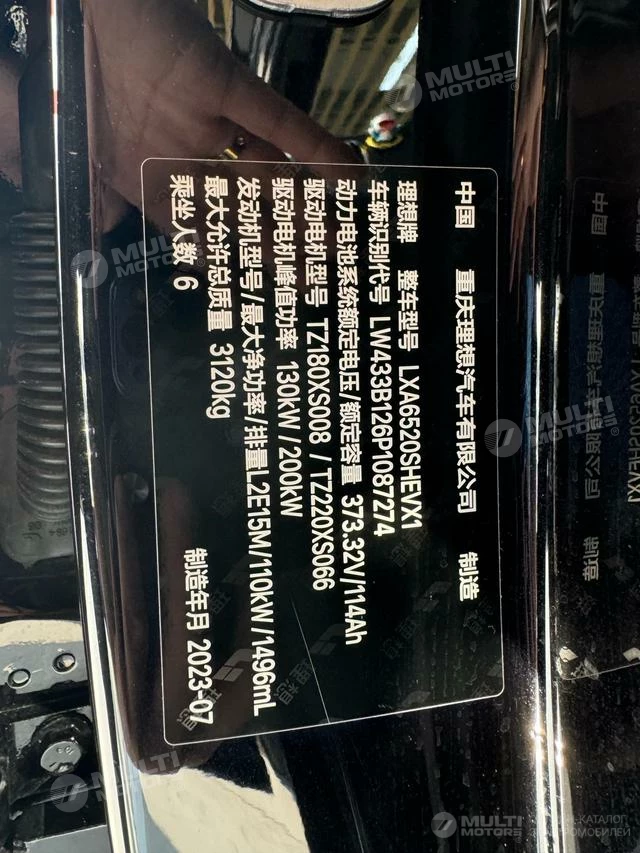 中国 重庆理想汽车有限公司 制造
理想牌 整车型号 LXA6520SHEVX1
车辆识别代号 LW433B126P1087274
动力电池系统额定电压/额定容量 373.32V/114Ah
驱动电机型号 TZ180XS008 / TZ220XS066
驱动电机峰值功率 130kW / 200kW
发动机型号/最大净功率/排量L2E15M/110kW/1496mL
最大允许总质量 3120kg
乘坐人数 6 制造年月 2023-07
MULTI
MOTORS
MULTI
MOTORS
MULTI
MOTORS
MULTI
MOTORS
MULTI
MOTORS